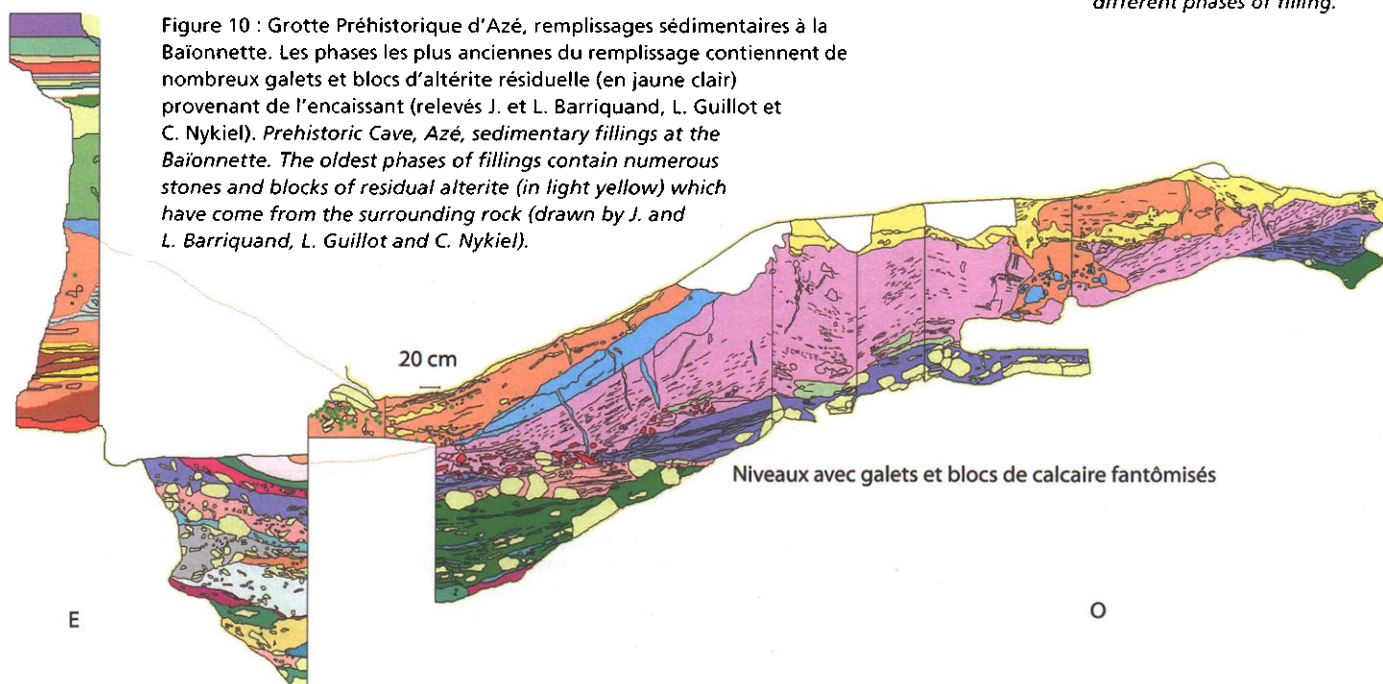 different phases of filling.
Figure 10 : Grotte Préhistorique d'Azé, remplissages sédimentaires à la
Baïonnette. Les phases les plus anciennes du remplissage contiennent de
nombreux galets et blocs d'altérite résiduelle (en jaune clair)
provenant de l'encaissant (relevés J. et L. Barriquand, L. Guillot et
C. Nykiel). Prehistoric Cave, Azé, sedimentary fillings at the
Baïonnette. The oldest phases of fillings contain numerous
stones and blocks of residual alterite (in light yellow) which
have come from the surrounding rock (drawn by J. and
L. Barriquand, L. Guillot and C. Nykiel).
20 cm
Niveaux avec galets et blocs de calcaire fantômisés
E
O